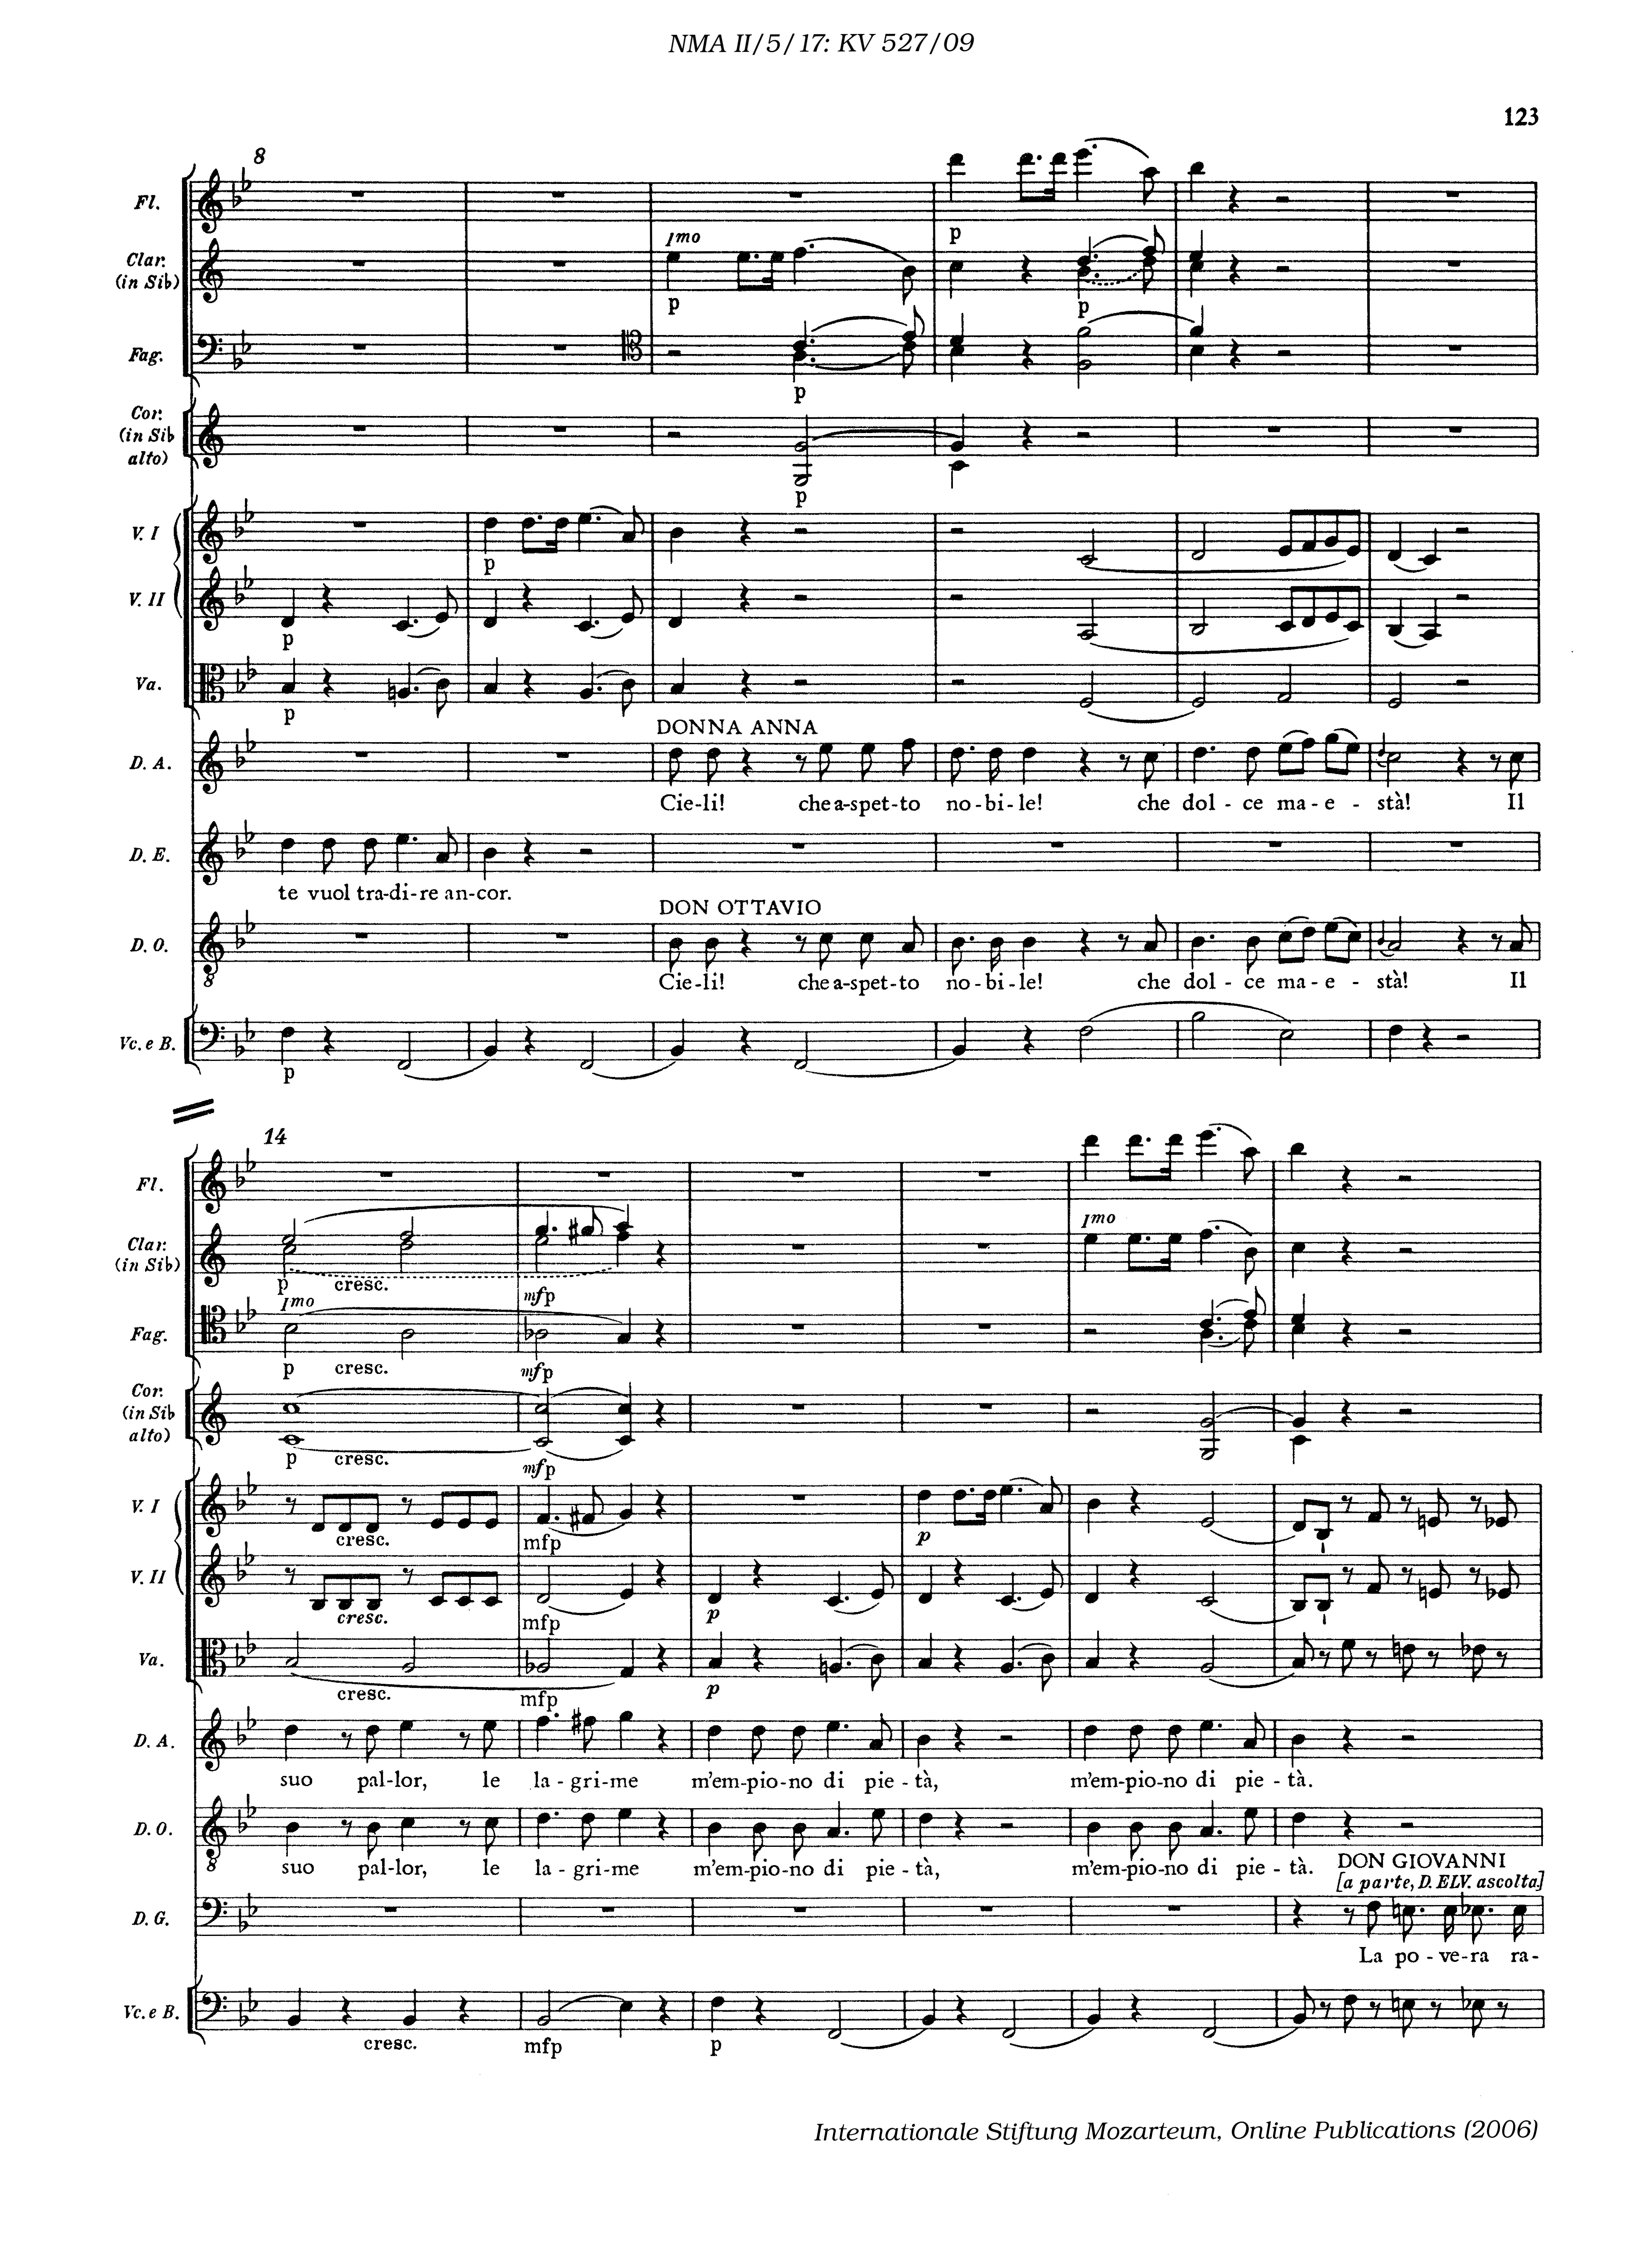 NMA II/5/17: KV 527/09
123
8
Fl.
p
Clar. (in Sib)
Imo
p
p
Fag.
p
Cor. (in Sib alto)
p
V. I
p
V. II
p
Va.
p
DONNA ANNA
D. A.
Cie-li! che a-spet-to no-bi-le! che dol-ce ma-e-stà! Il
D. E.
te vuol tra-di-re an-cor.
DON OTTAVIO
D. O.
8
Cie-li! che a-spet-to no-bi-le! che dol-ce ma-e-stà! Il
Vc. e B.
p
14
Fl.
Clar. (in Sib)
Imo
p cresc. mfp
Imo
Fag.
p cresc. mfp
Cor. (in Sib alto)
p cresc. mfp
V. I
cresc. mfp p
V. II
cresc. mfp p
Va.
cresc. mfp p
D. A.
suo pal-lor, le la-gri-me m'em-pio-no di pie-tà, m'em-pio-no di pie-tà.
D. O.
8
suo pal-lor, le la-gri-me m'em-pio-no di pie-tà, m'em-pio-no di pie-tà.
DON GIOVANNI
[a parte, D. ELV. ascolta]
D. G.
La po-ve-ra ra-
Vc. e B.
cresc. mfp p
Internationale Stiftung Mozarteum, Online Publications (2006)